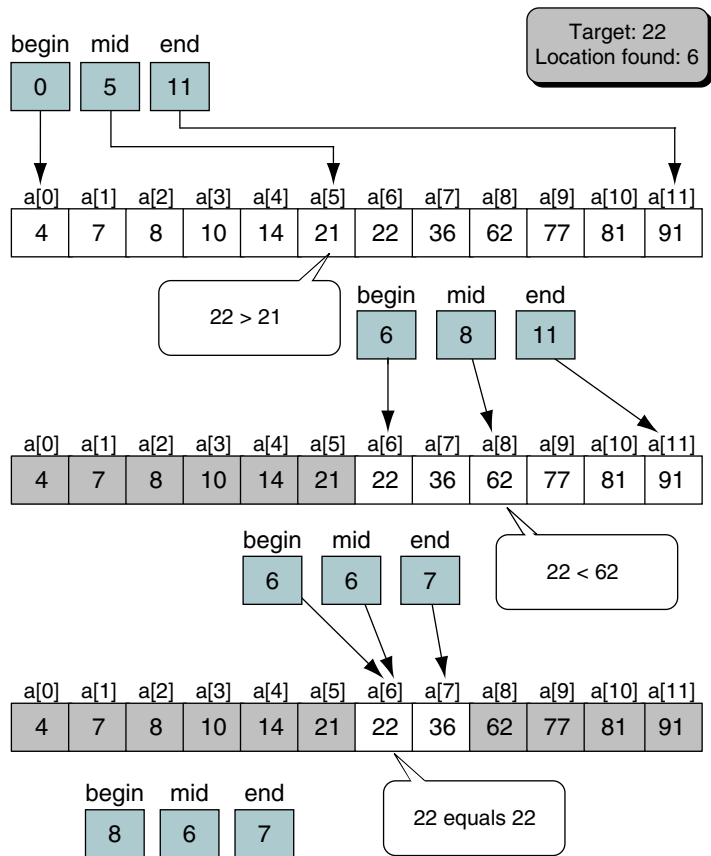 Target: 22
Location found: 6
begin mid end
0 5 11
a[0] a[1] a[2] a[3] a[4] a[5] a[6] a[7] a[8] a[9] a[10] a[11]
4 7 8 10 14 21 22 36 62 77 81 91
22 > 21
begin mid end
6 8 11
a[0] a[1] a[2] a[3] a[4] a[5] a[6] a[7] a[8] a[9] a[10] a[11]
4 7 8 10 14 21 22 36 62 77 81 91
22 < 62
begin mid end
6 6 7
a[0] a[1] a[2] a[3] a[4] a[5] a[6] a[7] a[8] a[9] a[10] a[11]
4 7 8 10 14 21 22 36 62 77 81 91
22 equals 22
begin mid end
8 6 7